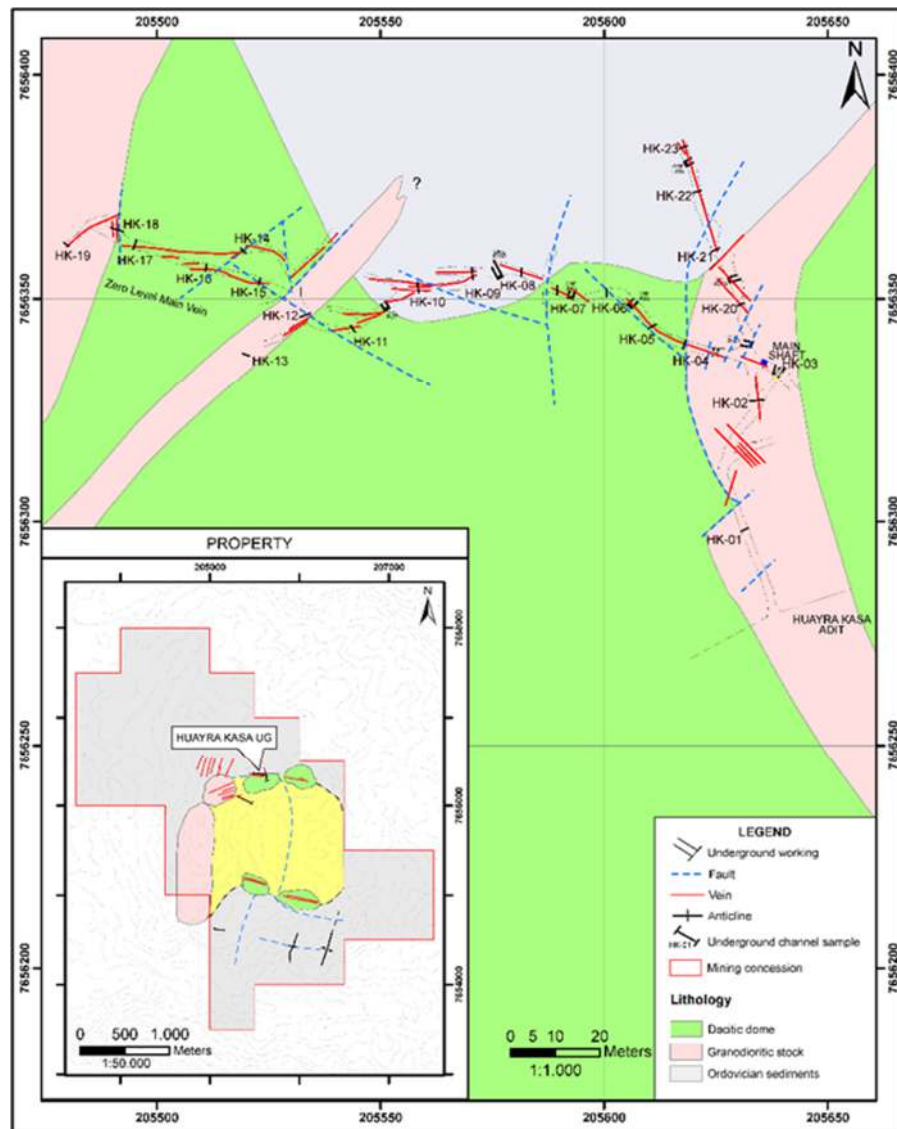 205500
205550
205600
205650
7656400
7656400
N
HK-23
HK-22
?
HK-18
HK-14
HK-19
HK-17
HK-21
HK-16
HK-15
HK-09
HK-08
7656350
7656350
Zero Level Main Vein
HK-10
HK-07
HK-06
HK-20
HK-12
HK-11
HK-05
MAIN
SHAFT
HK-13
HK-04
HK-03
HK-02
7656300
7656300
HK-01
PROPERTY
HUAYRA KASA
ADIT
207000
N
7658000
7656250
7656250
HUAYRA KASA UG
7656000
LEGEND
Underground working
Fault
Vein
Anticline
HK-01
Underground channel sample
Mining concession
7656200
7656200
7654000
Lithology
Dacitic dome
Granodioritic stock
Ordovician sediments
0 500 1.000
Meters
1:50.000
0 5 10 20
Meters
1:1.000
205500
205550
205600
205650